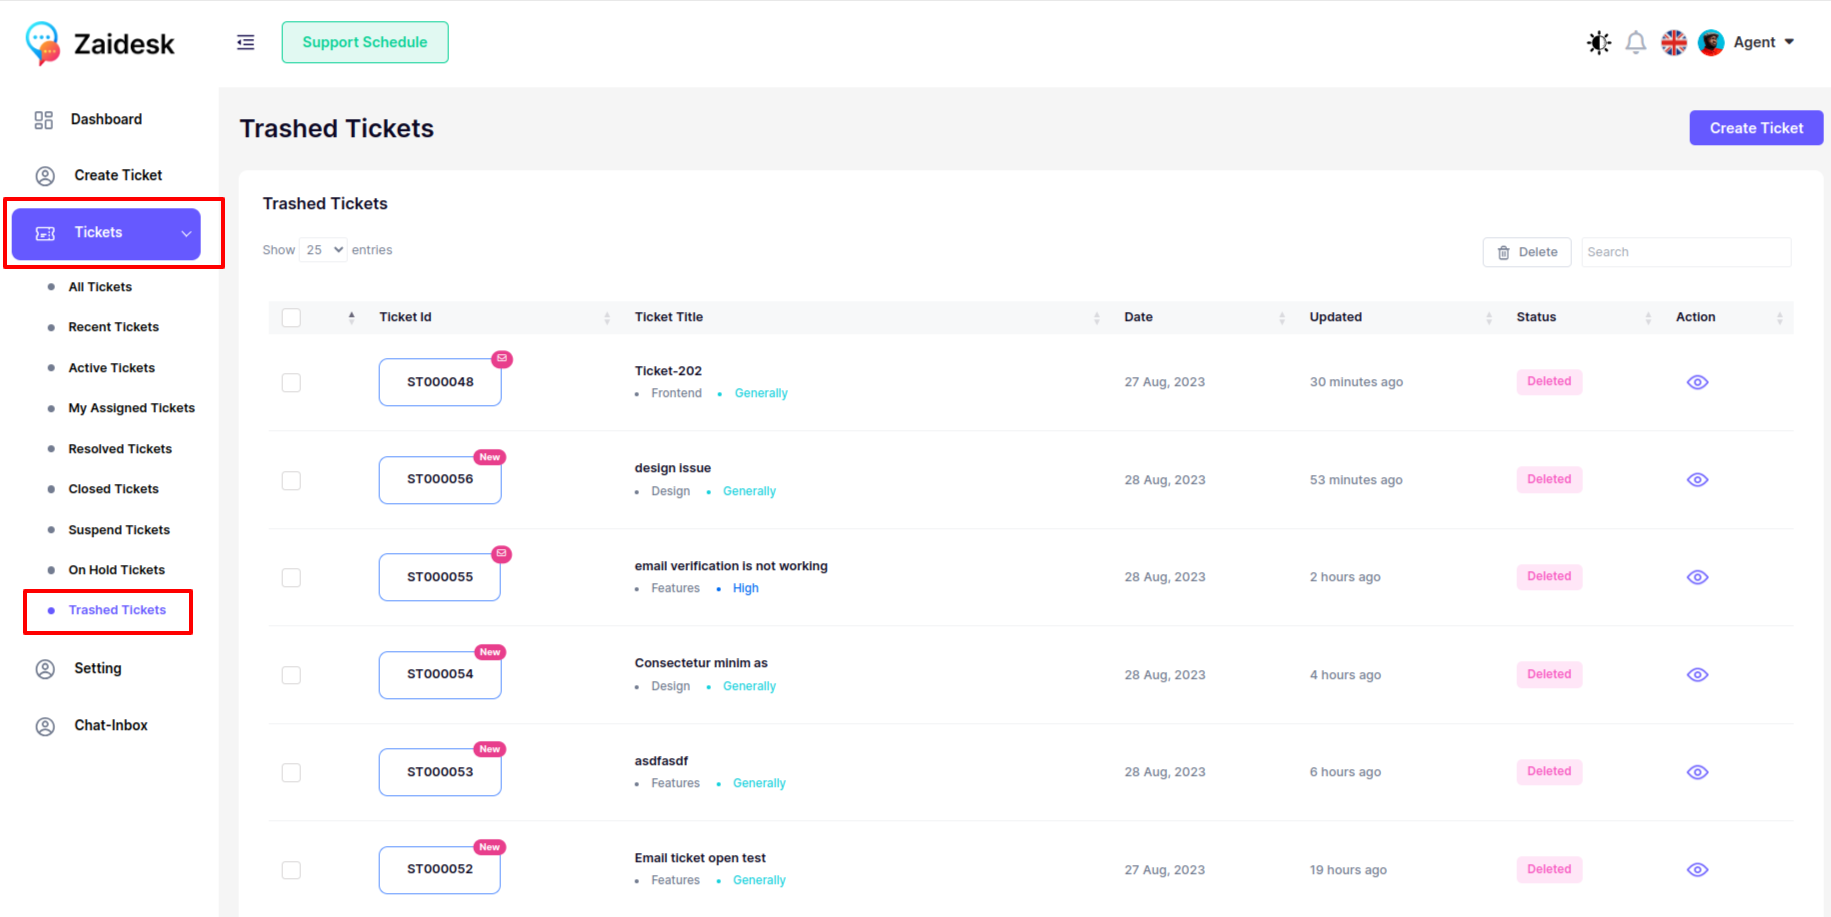 Zaidesk
Support Schedule
Agent
Dashboard
Create Ticket
Tickets
All Tickets
Recent Tickets
Active Tickets
My Assigned Tickets
Resolved Tickets
Closed Tickets
Suspend Tickets
On Hold Tickets
Trashed Tickets
Setting
Chat-Inbox
Trashed Tickets
Create Ticket
Trashed Tickets
Show 25 entries
Delete
Search
Ticket Id Ticket Title Date Updated Status Action
ST000048
Ticket-202
Frontend Generally
27 Aug, 2023
30 minutes ago
Deleted
New
ST000056
design issue
Design Generally
28 Aug, 2023
53 minutes ago
Deleted
ST000055
email verification is not working
Features High
28 Aug, 2023
2 hours ago
Deleted
New
ST000054
Consectetur minim as
Design Generally
28 Aug, 2023
4 hours ago
Deleted
New
ST000053
asdfasdf
Features Generally
28 Aug, 2023
6 hours ago
Deleted
New
ST000052
Email ticket open test
Features Generally
27 Aug, 2023
19 hours ago
Deleted